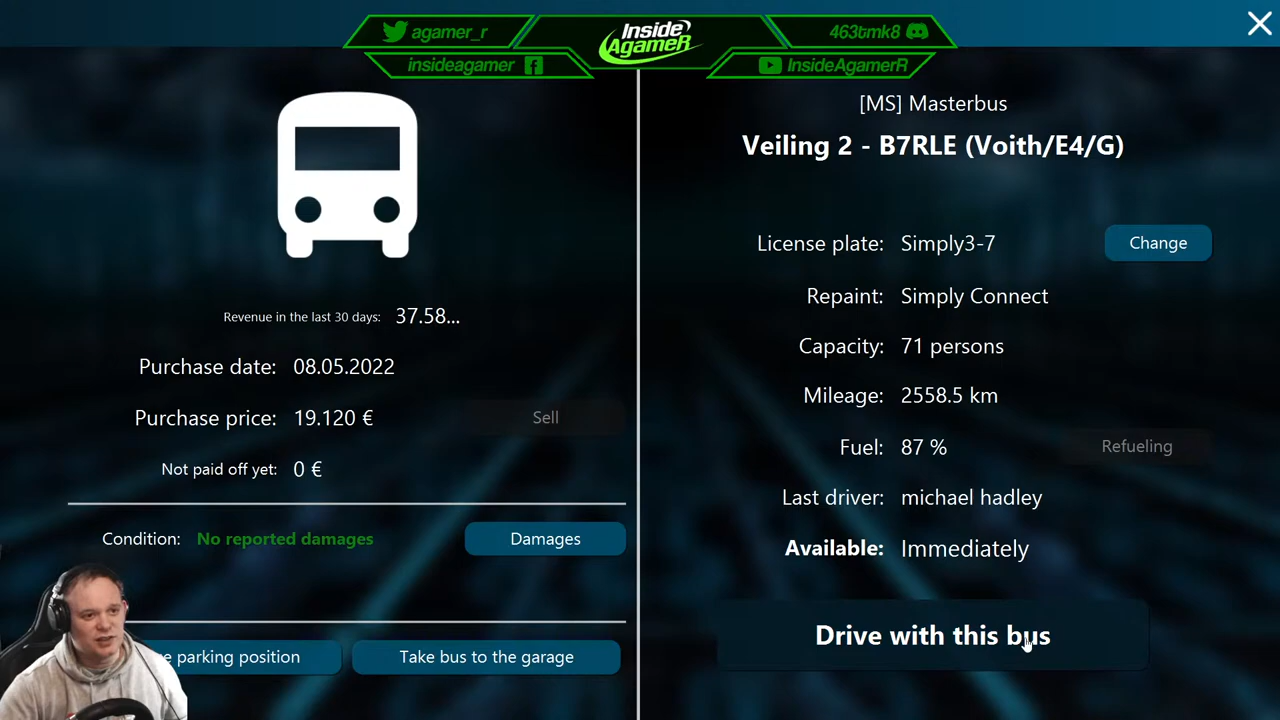 agamer_r
Inside
AgameR
463tmk8
insideagamer
InsideAgamerR
[MS] Masterbus
Veiling 2 - B7RLE (Voith/E4/G)
License plate: Simply3-7
Change
Repaint: Simply Connect
Revenue in the last 30 days: 37.58...
Capacity: 71 persons
Purchase date: 08.05.2022
Mileage: 2558.5 km
Purchase price: 19.120 €
Sell
Fuel: 87 %
Refueling
Not paid off yet: 0 €
Last driver: michael hadley
Condition: No reported damages
Damages
Available: Immediately
Drive with this bus
parking position
Take bus to the garage